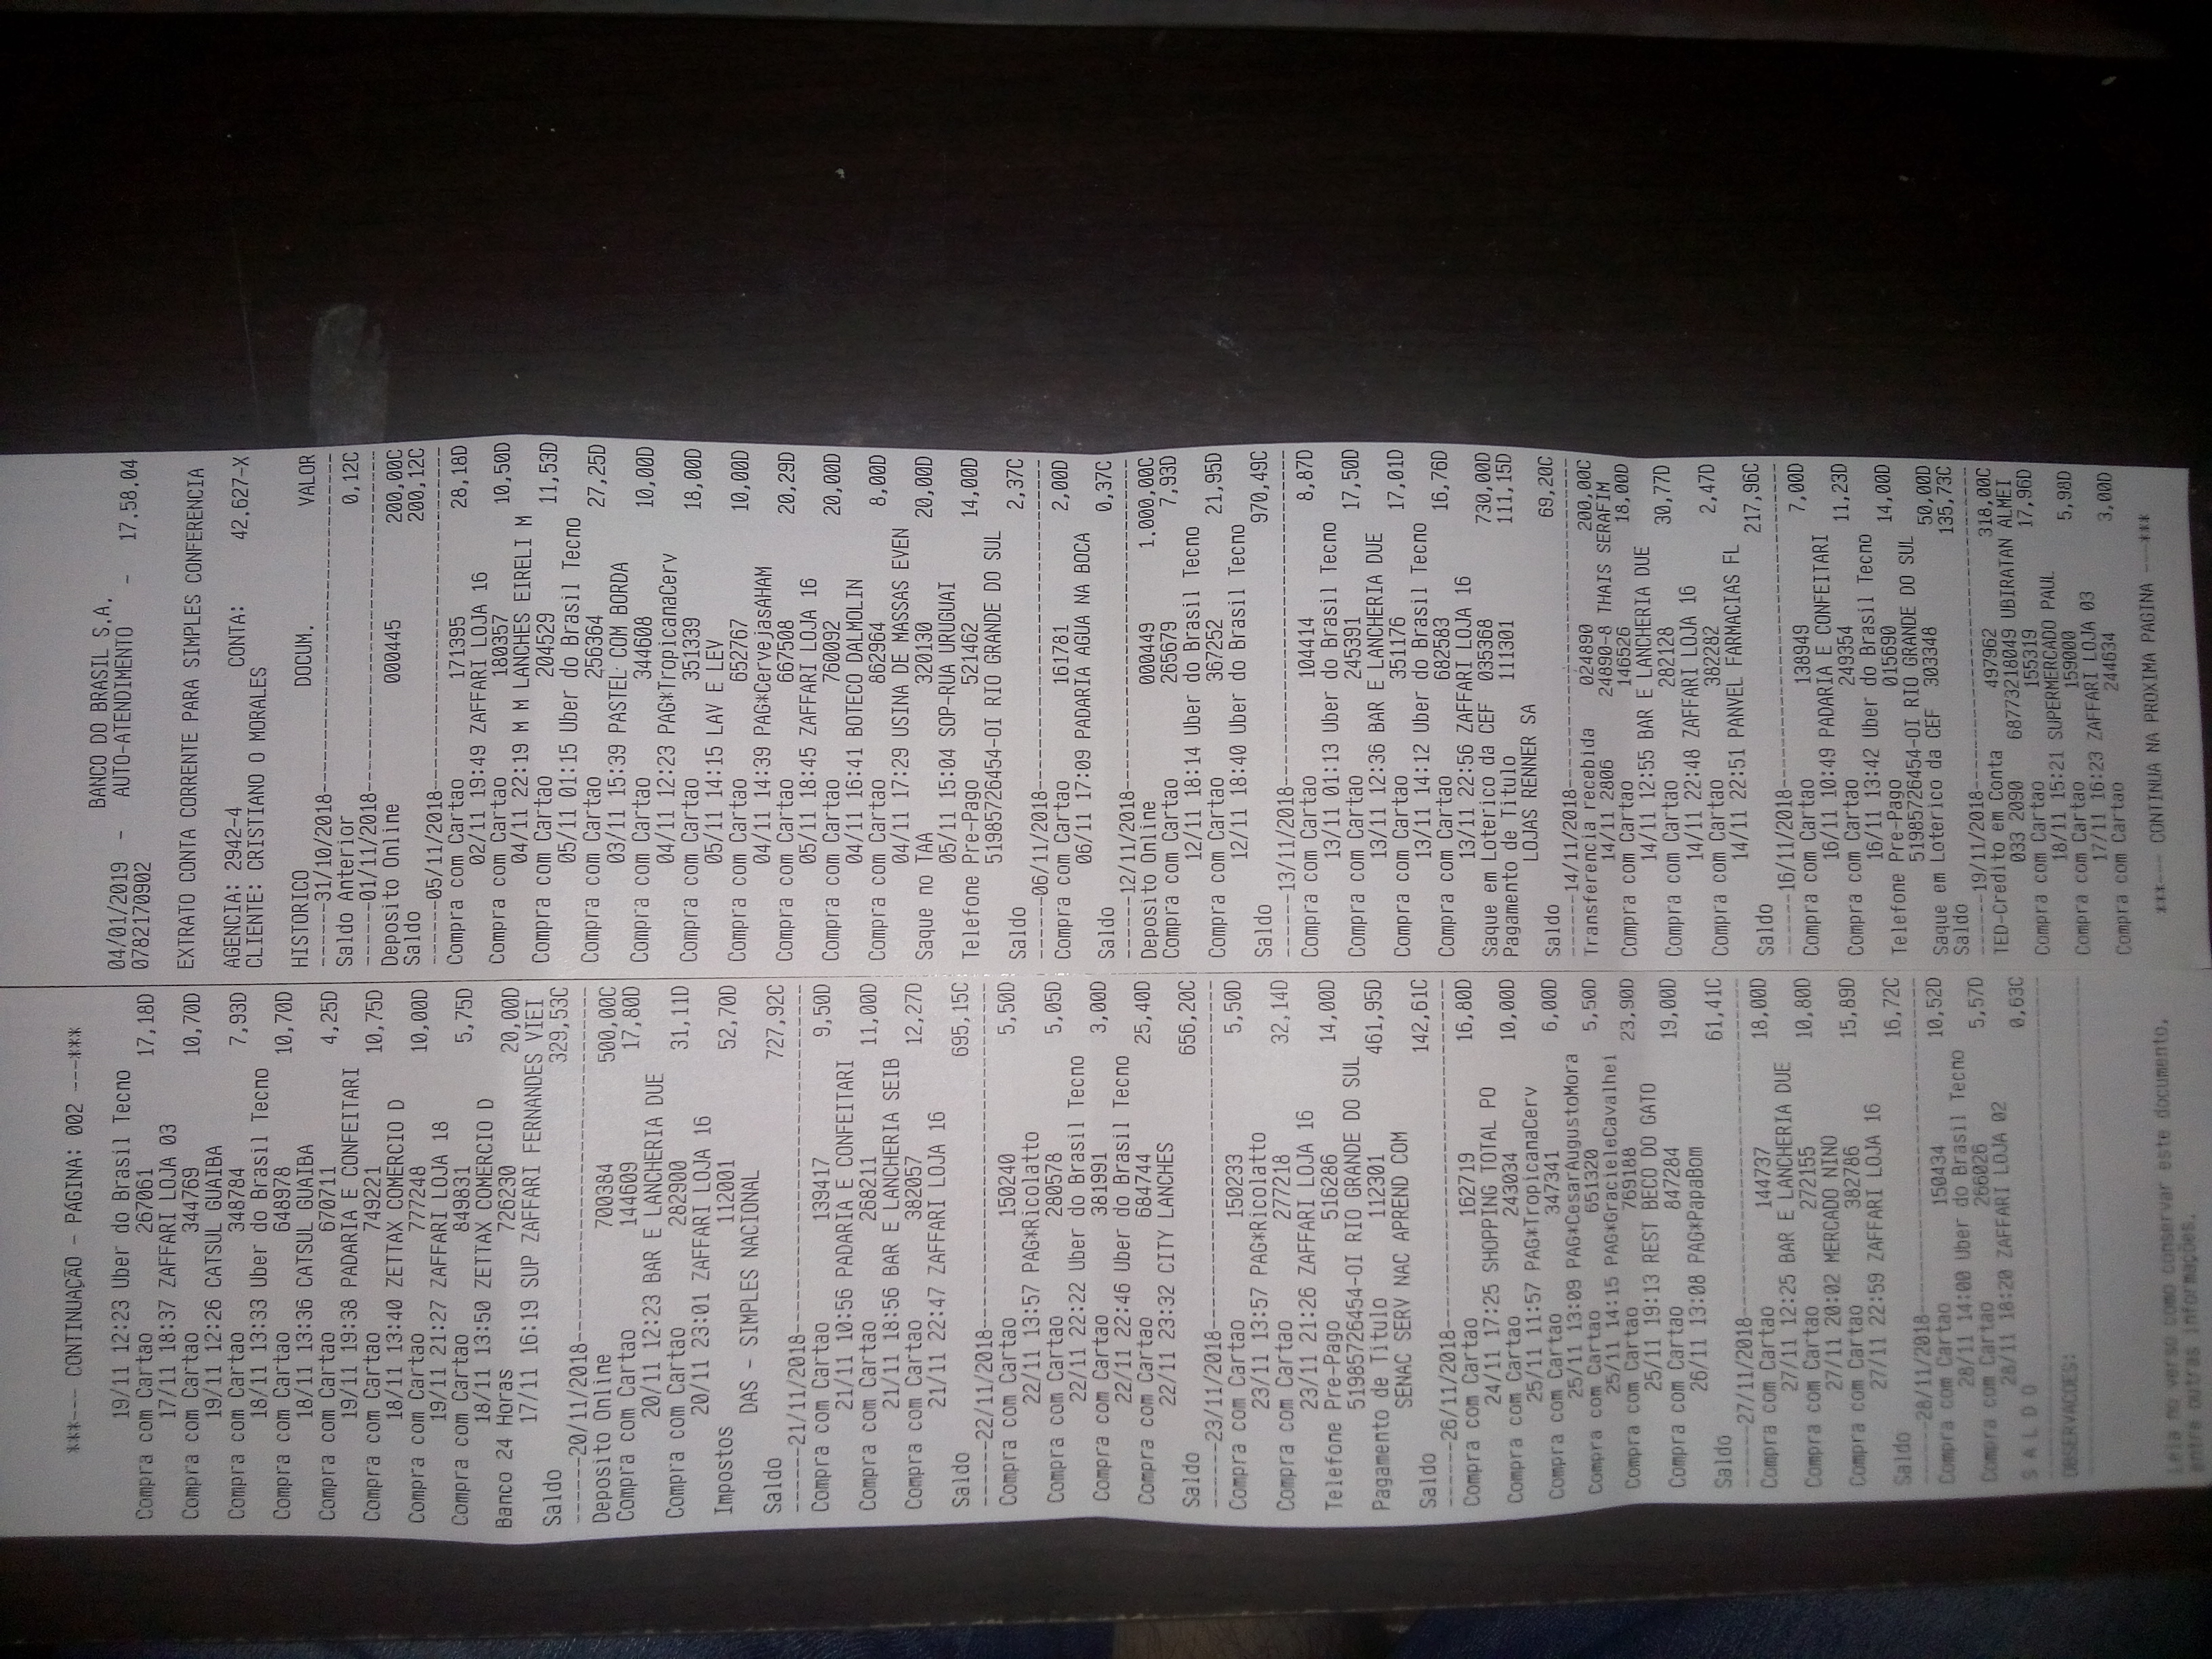 BANCO DO BRASIL S.A.
04/01/2019 - AUTO-ATENDIMENTO - 17.58.04
0782170902
EXTRATO CONTA CORRENTE PARA SIMPLES CONFERENCIA
AGENCIA: 2942-4 CONTA: 42.627-X
CLIENTE: CRISTIANO O MORALES
HISTORICO DOCUM. VALOR
------31/10/2018------
Saldo Anterior 0,12C
------01/11/2018------
Deposito Online 000445 200,00C
Saldo 200,12C
------05/11/2018------
Compra com Cartao 171395 28,18D
02/11 19:49 ZAFFARI LOJA 16
Compra com Cartao 180357 10,50D
04/11 22:19 M M LANCHES EIRELI M
Compra com Cartao 204529 11,53D
05/11 01:15 Uber do Brasil Tecno
Compra com Cartao 256364 27,25D
03/11 15:39 PASTEL COM BORDA
Compra com Cartao 344608 10,00D
04/11 12:23 PAG*TropicanaCerv
Compra com Cartao 351339 18,00D
05/11 14:15 LAV E LEV
Compra com Cartao 652767 10,00D
04/11 14:39 PAG*CervejasAHAM
Compra com Cartao 667508 20,29D
05/11 18:45 ZAFFARI LOJA 16
Compra com Cartao 760092 20,00D
04/11 16:41 BOTECO DALMOLIN
Compra com Cartao 862964 8,00D
04/11 17:29 USINA DE MASSAS EVEN
Saque no TAA 320130 20,00D
05/11 15:04 SOP-RUA URUGUAI
Telefone Pre-Pago 521462 14,00D
51985726454-OI RIO GRANDE DO SUL
Saldo 2,37C
------06/11/2018------
Compra com Cartao 161781 2,00D
06/11 17:09 PADARIA AGUA NA BOCA
Saldo 0,37C
------12/11/2018------
Deposito Online 000449 1.000,00C
Compra com Cartao 265679 7,93D
12/11 18:14 Uber do Brasil Tecno
Compra com Cartao 367252 21,95D
12/11 18:40 Uber do Brasil Tecno
Saldo 970,49C
------13/11/2018------
Compra com Cartao 104414 8,87D
13/11 01:13 Uber do Brasil Tecno
Compra com Cartao 245391 17,50D
13/11 12:36 BAR E LANCHERIA DUE
Compra com Cartao 351176 17,01D
13/11 14:12 Uber do Brasil Tecno
Compra com Cartao 682583 16,76D
13/11 22:56 ZAFFARI LOJA 16
Saque em Loterico da CEF 035368 730,00D
Pagamento de Titulo 111301 111,15D
LOJAS RENNER SA
Saldo 69,20C
------14/11/2018------
Transferencia recebida 024890 200,00C
14/11 2806 24890-8 THAIS SERAFIM
Compra com Cartao 146526 18,00D
14/11 12:55 BAR E LANCHERIA DUE
Compra com Cartao 282128 30,77D
14/11 22:48 ZAFFARI LOJA 16
Compra com Cartao 382282 2,47D
14/11 22:51 PANVEL FARMACIAS FL
Saldo 217,96C
------16/11/2018------
Compra com Cartao 138949 7,00D
16/11 10:49 PADARIA E CONFEITARI
Compra com Cartao 249354 11,23D
16/11 13:42 Uber do Brasil Tecno
Telefone Pre-Pago 015690 14,00D
51985726454-OI RIO GRANDE DO SUL
Saque em Loterico da CEF 303348 50,00D
Saldo 135,73C
------19/11/2018------
TED-Credito em Conta 497962 318,00C
033 2090 68773218049 UBIRATAN ALMEI
Compra com Cartao 155319 17,96D
18/11 15:21 SUPERMERCADO PAUL
Compra com Cartao 159000 5,98D
17/11 16:23 ZAFFARI LOJA 03
Compra com Cartao 244634 3,00D
***--- CONTINUA NA PROXIMA PAGINA ---***
***--- CONTINUAÇÃO - PÁGINA: 002 ---***
19/11 12:23 Uber do Brasil Tecno
Compra com Cartao 267061 17,18D
17/11 18:37 ZAFFARI LOJA 03
Compra com Cartao 344769 10,70D
19/11 12:26 CATSUL GUAIBA
Compra com Cartao 348784 7,93D
18/11 13:33 Uber do Brasil Tecno
Compra com Cartao 648978 10,70D
18/11 13:36 CATSUL GUAIBA
Compra com Cartao 670711 4,25D
19/11 19:38 PADARIA E CONFEITARI
Compra com Cartao 749221 10,75D
18/11 13:40 ZETTAX COMERCIO D
Compra com Cartao 777248 10,00D
19/11 21:27 ZAFFARI LOJA 18
Compra com Cartao 849831 5,75D
18/11 13:50 ZETTAX COMERCIO D
Banco 24 Horas 726230 20,00D
17/11 16:19 SUP ZAFFARI FERNANDES VIEI
Saldo 329,53C
------20/11/2018------
Deposito Online 700384 500,00C
Compra com Cartao 144609 17,80D
20/11 12:23 BAR E LANCHERIA DUE
Compra com Cartao 282900 31,11D
20/11 23:01 ZAFFARI LOJA 16
Impostos 112001 52,70D
DAS - SIMPLES NACIONAL
Saldo 727,92C
------21/11/2018------
Compra com Cartao 139417 9,50D
21/11 10:56 PADARIA E CONFEITARI
Compra com Cartao 268211 11,00D
21/11 18:56 BAR E LANCHERIA SEIB
Compra com Cartao 382057 12,27D
21/11 22:47 ZAFFARI LOJA 16
Saldo 695,15C
------22/11/2018------
Compra com Cartao 150240 5,50D
22/11 13:57 PAG*Ricolatto
Compra com Cartao 280578 5,05D
22/11 22:22 Uber do Brasil Tecno
Compra com Cartao 381991 3,00D
22/11 22:46 Uber do Brasil Tecno
Compra com Cartao 684744 25,40D
22/11 23:32 CITY LANCHES
Saldo 656,20C
------23/11/2018------
Compra com Cartao 150233 5,50D
23/11 13:57 PAG*Ricolatto
Compra com Cartao 277218 32,14D
23/11 21:26 ZAFFARI LOJA 16
Telefone Pre-Pago 516286 14,00D
51985726454-OI RIO GRANDE DO SUL
Pagamento de Titulo 112301 461,95D
SENAC SERV NAC APREND COM
Saldo 142,61C
------26/11/2018------
Compra com Cartao 162719 16,80D
24/11 17:25 SHOPPING TOTAL PO
Compra com Cartao 243034 10,00D
25/11 11:57 PAG*TropicanaCerv
Compra com Cartao 347341 6,00D
25/11 13:09 PAG*CesarAugustoMora
Compra com Cartao 651320 5,50D
25/11 14:15 PAG*GracieleCavalhei
Compra com Cartao 769188 23,90D
25/11 19:13 REST BECO DO GATO
Compra com Cartao 847284 19,00D
26/11 13:08 PAG*PapaBom
Saldo 61,41C
------27/11/2018------
Compra com Cartao 144737 18,00D
27/11 12:25 BAR E LANCHERIA DUE
Compra com Cartao 272155 10,80D
27/11 20:02 MERCADO NINO
Compra com Cartao 382786 15,89D
27/11 22:59 ZAFFARI LOJA 16
Saldo 16,72C
------28/11/2018------
Compra com Cartao 150434 10,52D
28/11 14:00 Uber do Brasil Tecno
Compra com Cartao 266026 5,57D
28/11 18:20 ZAFFARI LOJA 02
S A L D O 0,63C
OBSERVACOES:
Leia no verso como conservar este documento,
entre outras informações.